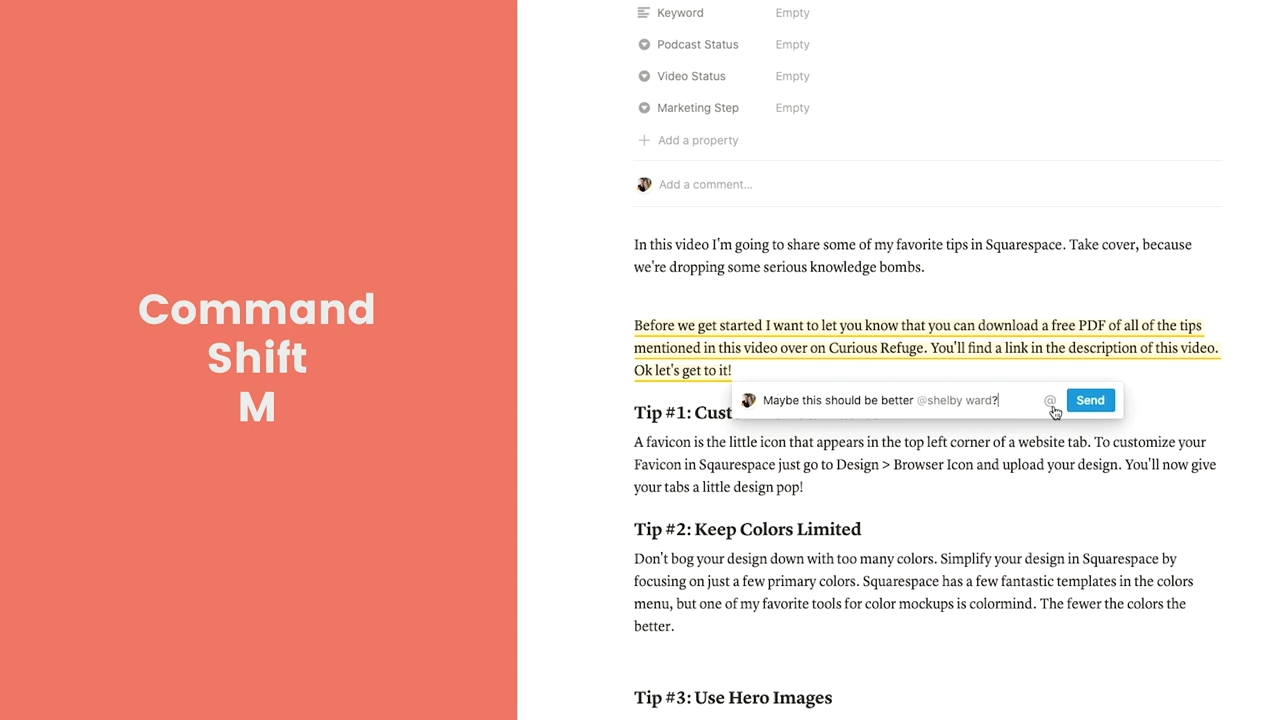 Command
Shift
M
Keyword Empty
Podcast Status Empty
Video Status Empty
Marketing Step Empty
Add a property
Add a comment...
In this video I'm going to share some of my favorite tips in Squarespace. Take cover, because
we're dropping some serious knowledge bombs.
Before we get started I want to let you know that you can download a free PDF of all of the tips
mentioned in this video over on Curious Refuge. You'll find a link in the description of this video.
Ok let's get to it!
Maybe this should be better @shelby ward? @ Send
Tip #1: Cust
A favicon is the little icon that appears in the top left corner of a website tab. To customize your
Favicon in Sqaurespace just go to Design > Browser Icon and upload your design. You'll now give
your tabs a little design pop!
Tip #2: Keep Colors Limited
Don't bog your design down with too many colors. Simplify your design in Squarespace by
focusing on just a few primary colors. Squarespace has a few fantastic templates in the colors
menu, but one of my favorite tools for color mockups is colormind. The fewer the colors the
better.
Tip #3: Use Hero Images